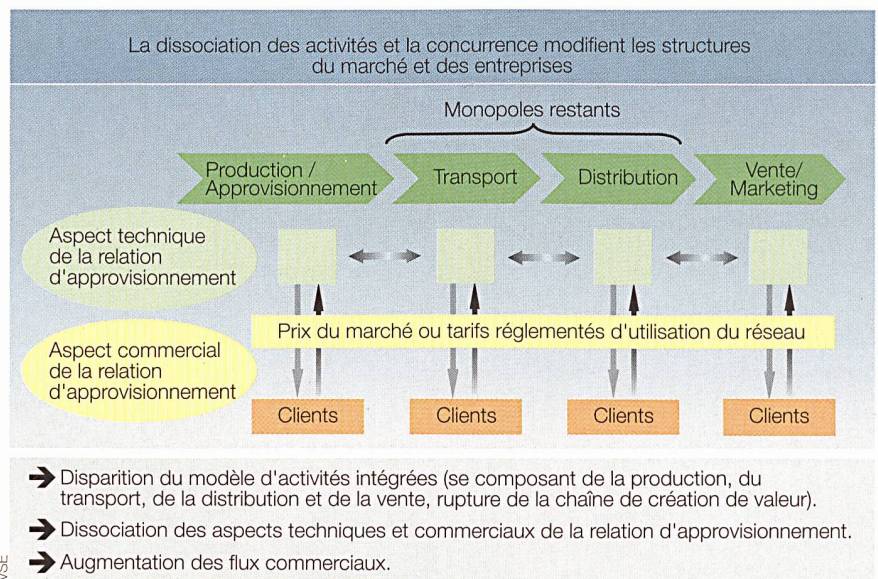 La dissociation des activités et la concurrence modifient les structures
du marché et des entreprises
Monopoles restants
Production /
Approvisionnement
Transport
Distribution
Vente/
Marketing
Aspect technique
de la relation
d'approvisionnement
Prix du marché ou tarifs réglementés d'utilisation du réseau
Aspect commercial
de la relation
d'approvisionnement
Clients
Clients
Clients
Clients
Disparition du modèle d'activités intégrées (se composant de la production, du
transport, de la distribution et de la vente, rupture de la chaîne de création de valeur).
Dissociation des aspects techniques et commerciaux de la relation d'approvisionnement.
Augmentation des flux commerciaux.
VSE